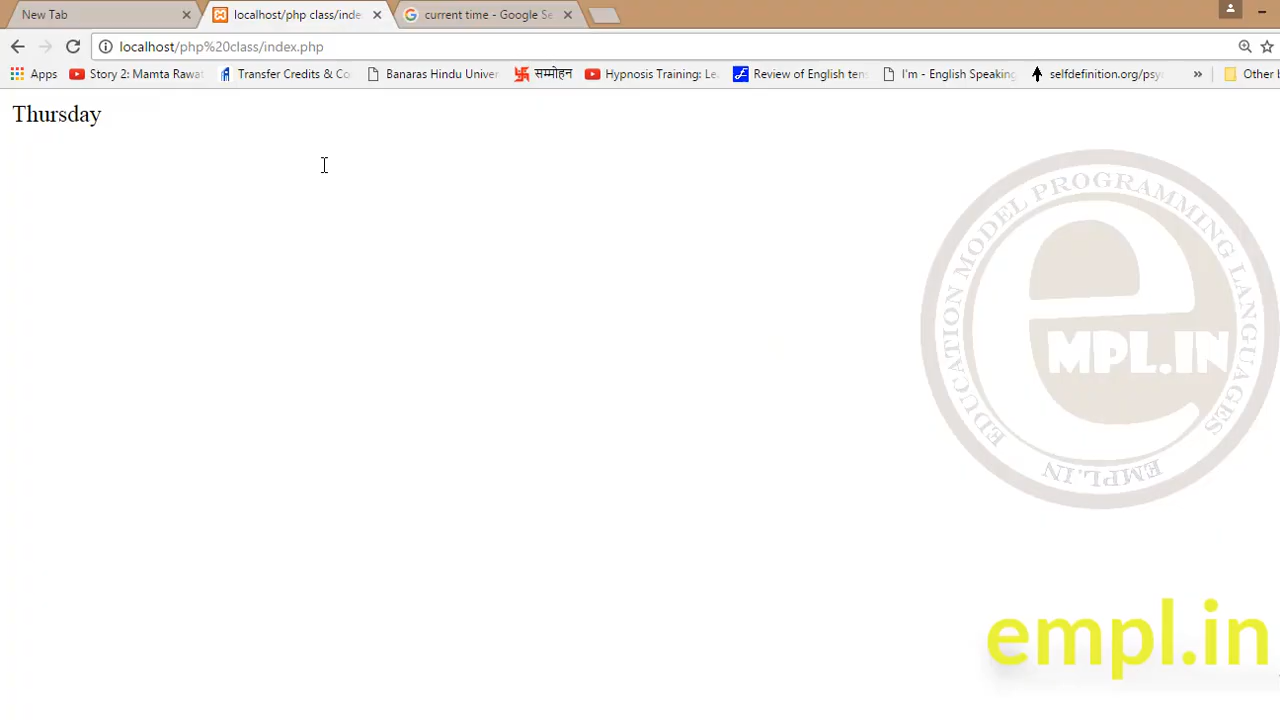 New Tab
localhost/php class/inde
current time - Google Se
localhost/php%20class/index.php
Apps
Story 2: Mamta Rawat
Transfer Credits & Co
Banaras Hindu Univer
सम्मोहन
Hypnosis Training: Le
Review of English ten
I'm - English Speaking
selfdefinition.org/psy
»
Other b
Thursday
EDUCATION MODEL PROGRAMMING LANGUAGES
eMPL.IN
EMPL.IN
empl.in